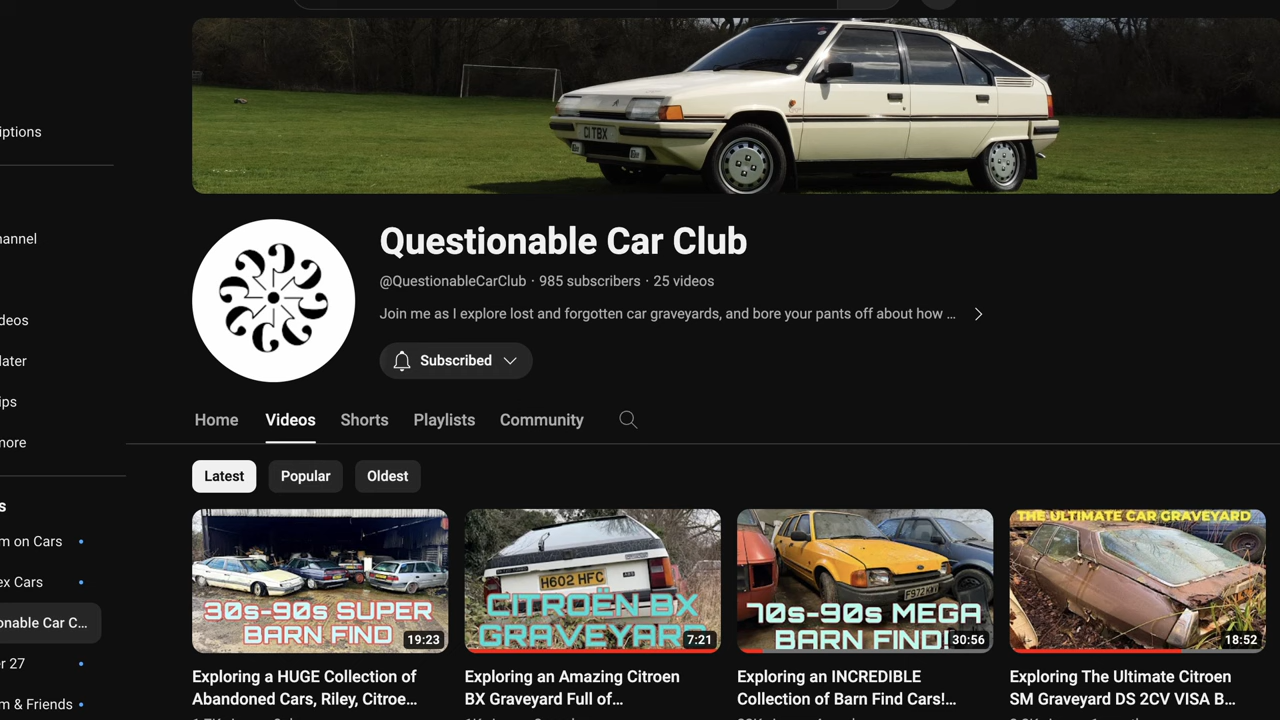 iptions
C1 TBX
hannel
Questionable Car Club
@QuestionableCarClub · 985 subscribers · 25 videos
deos
Join me as I explore lost and forgotten car graveyards, and bore your pants off about how ...
later
Subscribed
ips
Home Videos Shorts Playlists Community
more
Latest Popular Oldest
s
m on Cars
ex Cars
onable Car C...
r 27
m & Friends
30s-90s SUPER
BARN FIND
19:23
H602 HFC
CITROËN BX
GRAVEYARD
7:21
70s-90s MEGA
BARN FIND!
30:56
THE ULTIMATE CAR GRAVEYARD
18:52
Exploring a HUGE Collection of
Abandoned Cars, Riley, Citroe...
Exploring an Amazing Citroen
BX Graveyard Full of...
Exploring an INCREDIBLE
Collection of Barn Find Cars!...
Exploring The Ultimate Citroen
SM Graveyard DS 2CV VISA B...